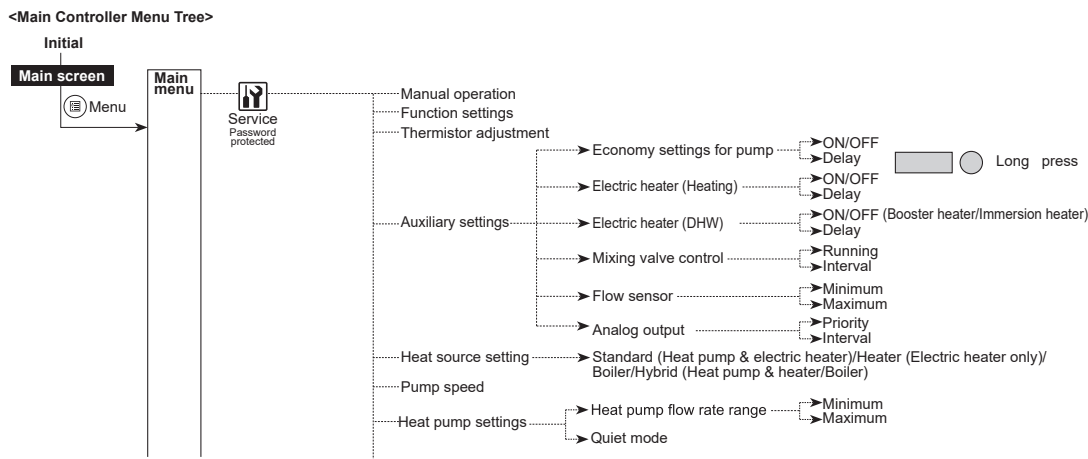 <Main Controller Menu Tree>
Initial
Main screen
Menu
Main
menu
Service
Password
protected
Manual operation
Function settings
Thermistor adjustment
Auxiliary settings
Economy settings for pump
ON/OFF
Delay
Long press
Electric heater (Heating)
ON/OFF
Delay
Electric heater (DHW)
ON/OFF (Booster heater/Immersion heater)
Delay
Mixing valve control
Running
Interval
Flow sensor
Minimum
Maximum
Analog output
Priority
Interval
Heat source setting
Standard (Heat pump & electric heater)/Heater (Electric heater only)/
Boiler/Hybrid (Heat pump & heater/Boiler)
Pump speed
Heat pump settings
Heat pump flow rate range
Minimum
Maximum
Quiet mode